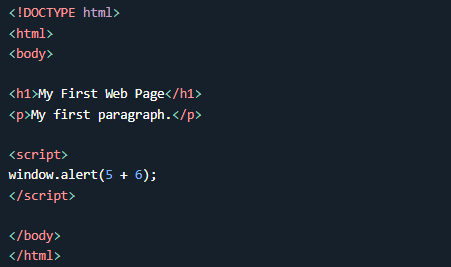 <!DOCTYPE html>
<html>
<body>
<h1>My First Web Page</h1>
<p>My first paragraph.</p>
<script>
window.alert(5 + 6);
</script>
</body>
</html>